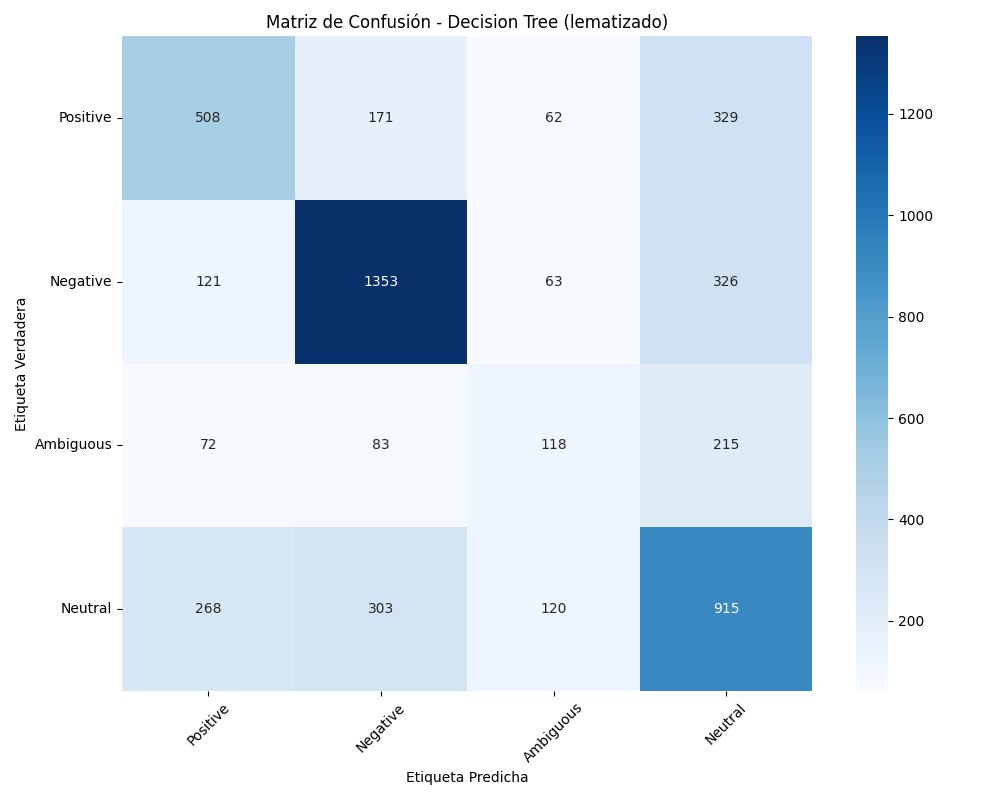 Matriz de Confusión - Decision Tree (lematizado)
Positive 508 171 62 329
Negative 121 1353 63 326
Ambiguous 72 83 118 215
Neutral 268 303 120 915
Positive Negative Ambiguous Neutral
Etiqueta Predicha
Etiqueta Verdadera
1200
1000
800
600
400
200